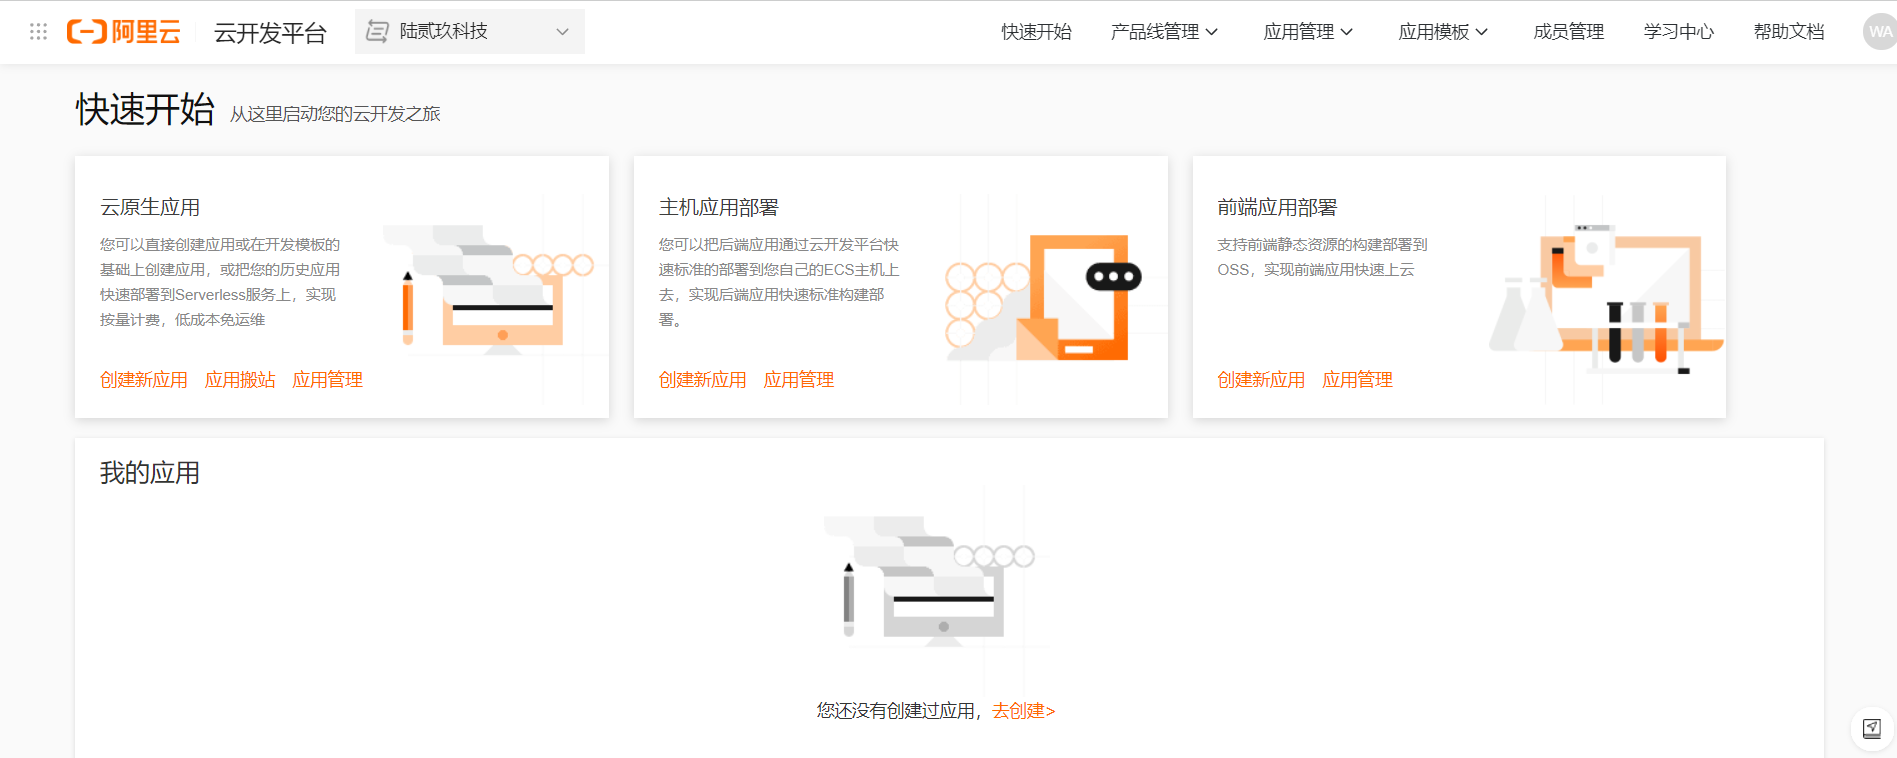 阿里云 云开发平台 陆贰玖科技 快速开始 产品线管理 应用管理 应用模板 成员管理 学习中心 帮助文档 WA
快速开始 从这里启动您的云开发之旅
云原生应用
您可以直接创建应用或在开发模板的
基础上创建应用，或把您的历史应用
快速部署到Serverless服务上，实现
按量计费，低成本免运维
创建新应用 应用搬站 应用管理
主机应用部署
您可以把后端应用通过云开发平台快
速标准的部署到您自己的ECS主机上
去，实现后端应用快速标准构建部
署。
创建新应用 应用管理
前端应用部署
支持前端静态资源的构建部署到
OSS，实现前端应用快速上云
创建新应用 应用管理
我的应用
您还没有创建过应用，去创建>